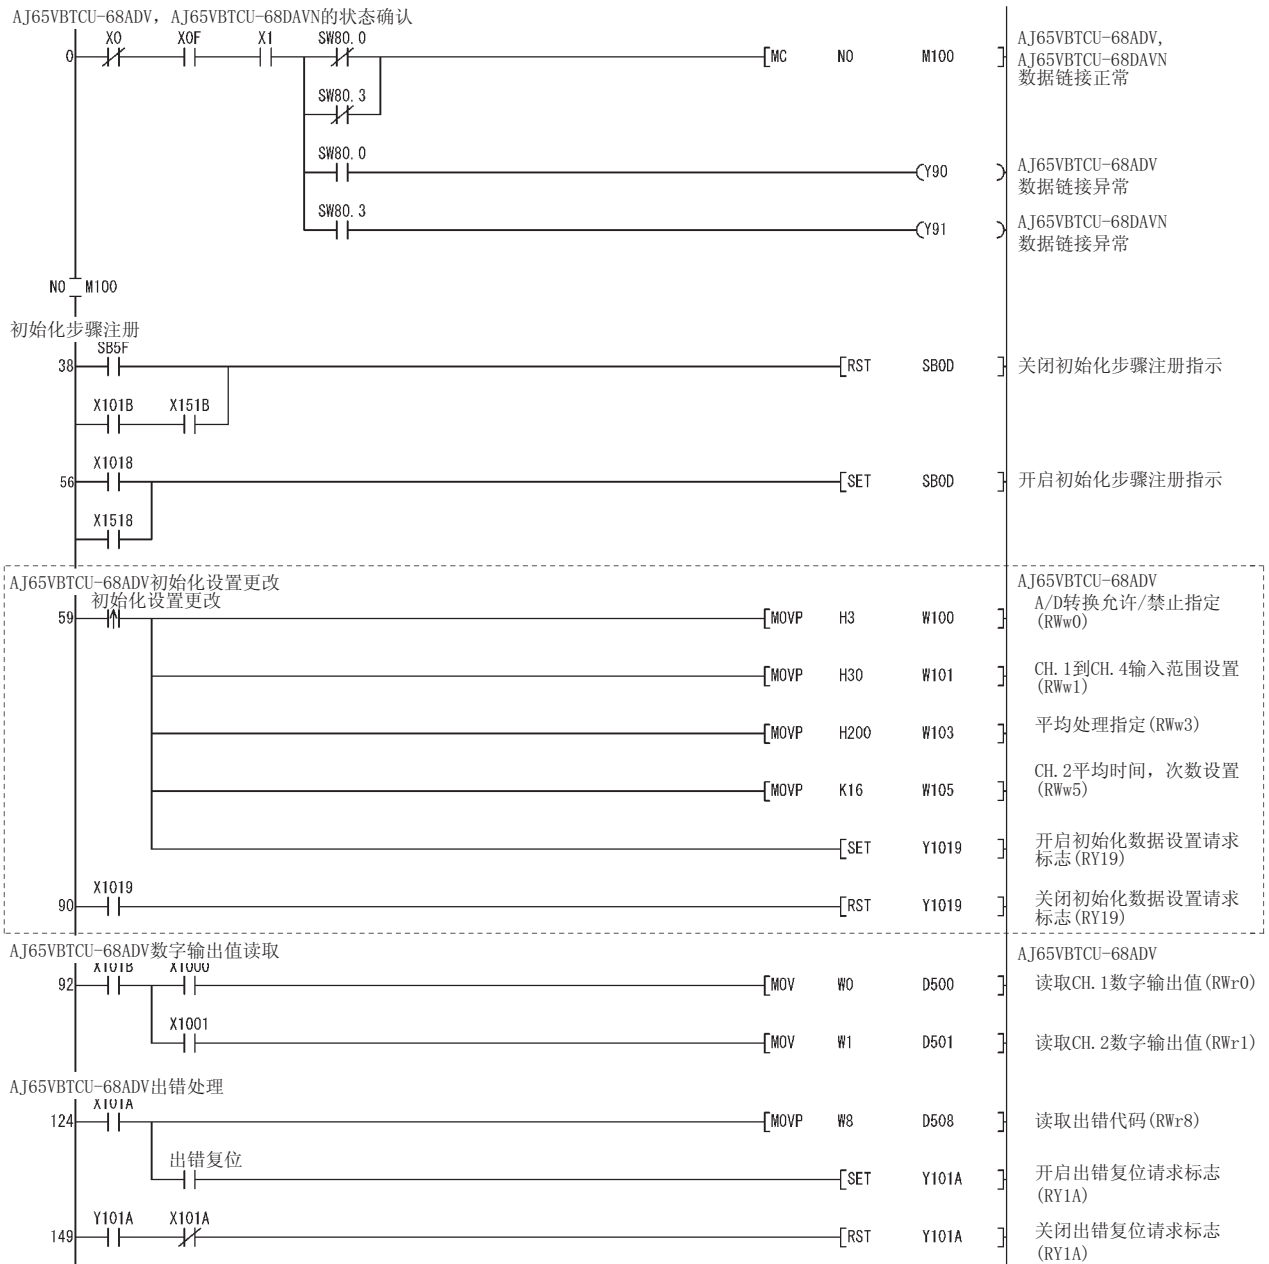 AJ65VBTCU-68ADV，AJ65VBTCU-68DAVN的状态确认
X0 X0F X1 SW80.0
0 [MC N0 M100 ] AJ65VBTCU-68ADV,
AJ65VBTCU-68DAVN
数据链接正常
SW80.3
SW80.0
(Y90 ) AJ65VBTCU-68ADV
数据链接异常
SW80.3
(Y91 ) AJ65VBTCU-68DAVN
数据链接异常
N0 M100
初始化步骤注册
SB5F
38 [RST SB0D ] 关闭初始化步骤注册指示
X101B X151B
X1018
56 [SET SB0D ] 开启初始化步骤注册指示
X1518
AJ65VBTCU-68ADV初始化设置更改 AJ65VBTCU-68ADV
初始化设置更改
59 [MOVP H3 W100 ] A/D转换允许/禁止指定
(RWw0)
[MOVP H30 W101 ] CH.1到CH.4输入范围设置
(RWw1)
[MOVP H200 W103 ] 平均处理指定(RWw3)
[MOVP K16 W105 ] CH.2平均时间，次数设置
(RWw5)
[SET Y1019 ] 开启初始化数据设置请求
标志(RY19)
X1019
90 [RST Y1019 ] 关闭初始化数据设置请求
标志(RY19)
AJ65VBTCU-68ADV数字输出值读取 AJ65VBTCU-68ADV
X101B X1000
92 [MOV W0 D500 ] 读取CH.1数字输出值(RWr0)
X1001
[MOV W1 D501 ] 读取CH.2数字输出值(RWr1)
AJ65VBTCU-68ADV出错处理
X101A
124 [MOVP W8 D508 ] 读取出错代码(RWr8)
出错复位
[SET Y101A ] 开启出错复位请求标志
(RY1A)
Y101A X101A
149 [RST Y101A ] 关闭出错复位请求标志
(RY1A)